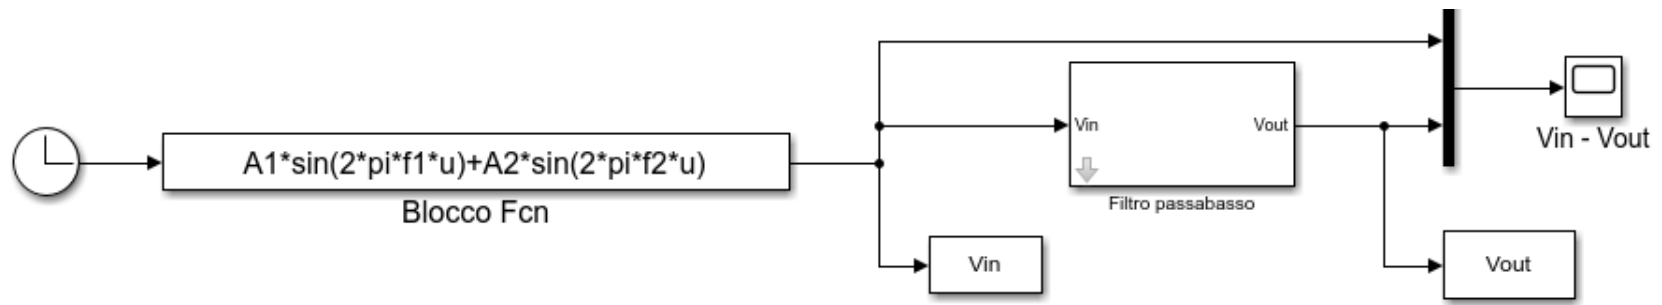 A1*sin(2*pi*f1*u)+A2*sin(2*pi*f2*u)
Blocco Fcn
Vin
Vout
Filtro passabasso
Vin - Vout
Vin
Vout